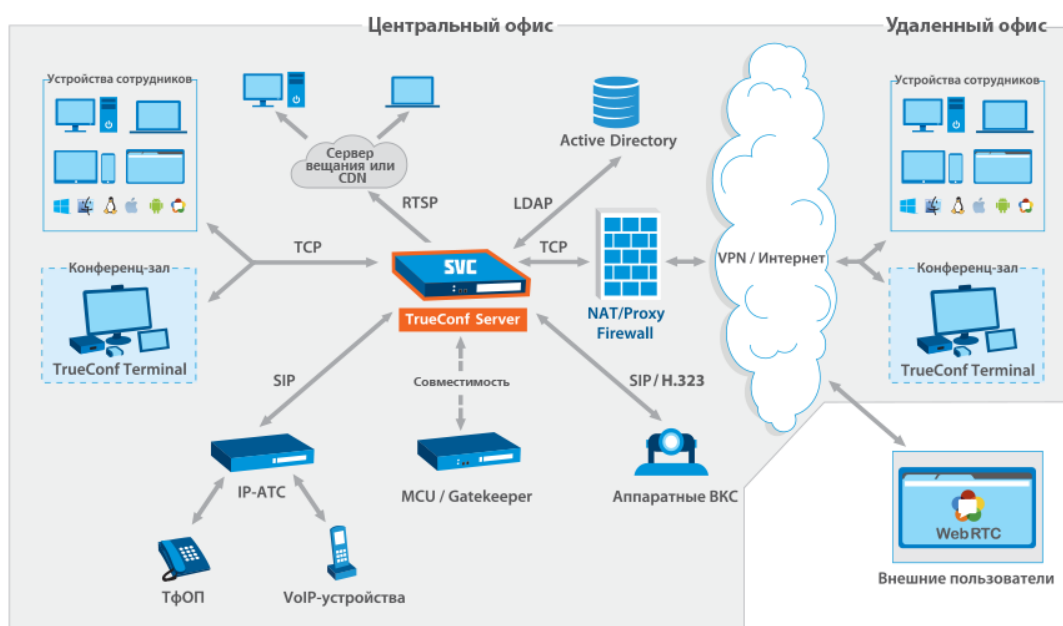 Центральный офис
Удаленный офис
Устройства сотрудников
Устройства сотрудников
Сервер
вещания или
CDN
Active Directory
RTSP
LDAP
TCP
TCP
SVC
TrueConf Server
NAT/Proxy
Firewall
VPN / Интернет
Конференц-зал
TrueConf Terminal
Конференц-зал
TrueConf Terminal
SIP
Совместимость
SIP / H.323
IP-АТС
MCU / Gatekeeper
Аппаратные ВКС
WebRTC
ТфОП
VoIP-устройства
Внешние пользователи